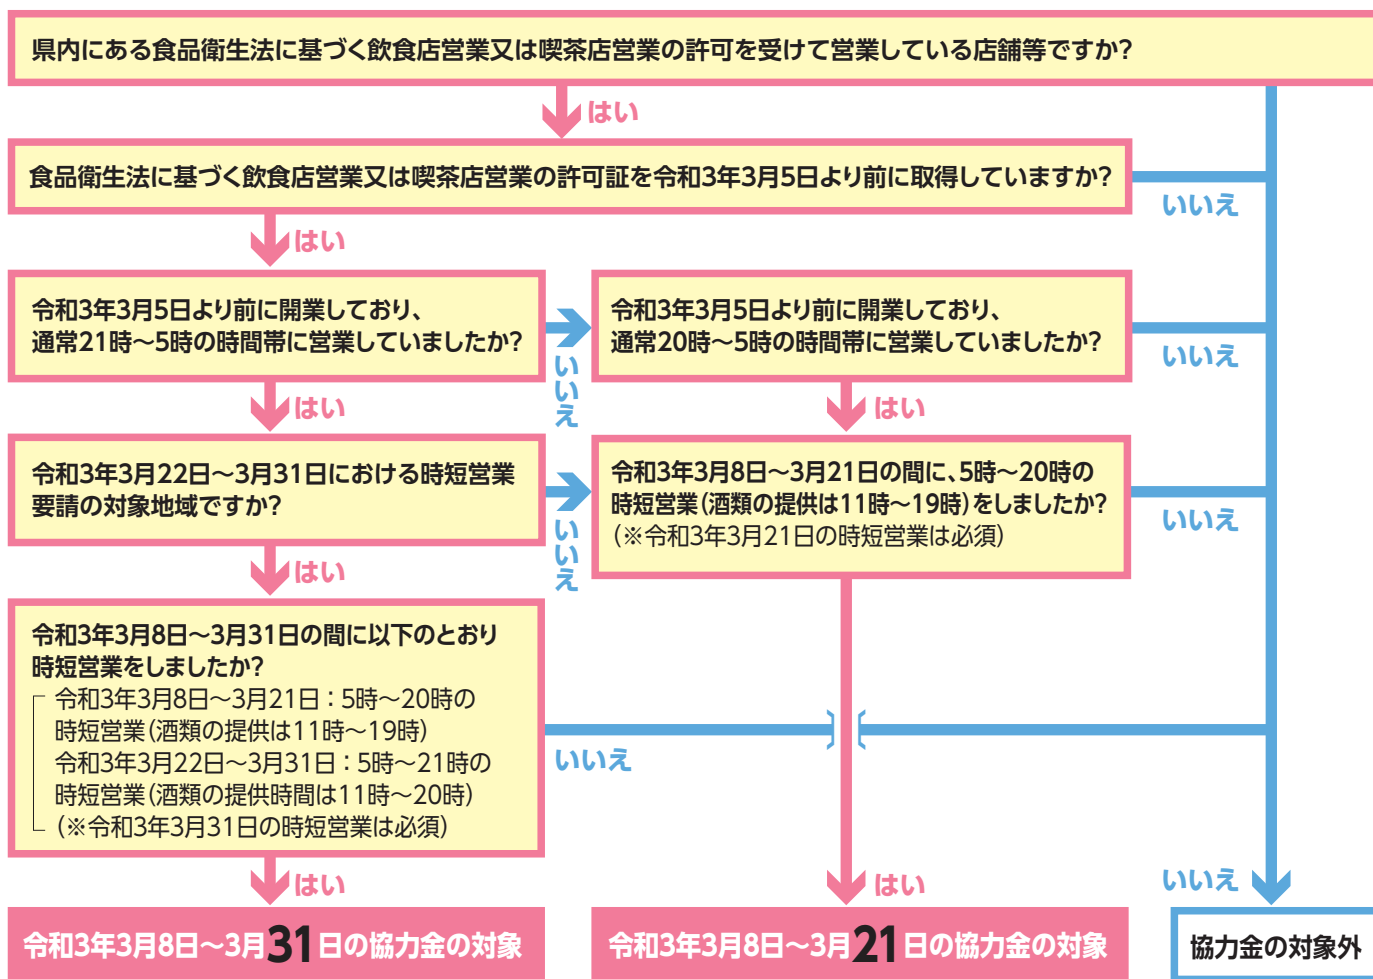 県内にある食品衛生法に基づく飲食店営業又は喫茶店営業の許可を受けて営業している店舗等ですか?
はい
食品衛生法に基づく飲食店営業又は喫茶店営業の許可証を令和3年3月5日より前に取得していますか?
いいえ
はい
令和3年3月5日より前に開業しており、
通常21時～5時の時間帯に営業していましたか?
いいえ
令和3年3月5日より前に開業しており、
通常20時～5時の時間帯に営業していましたか?
いいえ
はい
はい
令和3年3月22日～3月31日における時短営業
要請の対象地域ですか?
いいえ
令和3年3月8日～3月21日の間に、5時～20時の
時短営業(酒類の提供は11時～19時)をしましたか?
(※令和3年3月21日の時短営業は必須)
いいえ
はい
令和3年3月8日～3月31日の間に以下のとおり
時短営業をしましたか?
令和3年3月8日～3月21日：5時～20時の
時短営業(酒類の提供は11時～19時)
令和3年3月22日～3月31日：5時～21時の
時短営業(酒類の提供時間は11時～20時)
(※令和3年3月31日の時短営業は必須)
いいえ
はい
はい
いいえ
令和3年3月8日～3月31日の協力金の対象
令和3年3月8日～3月21日の協力金の対象
協力金の対象外